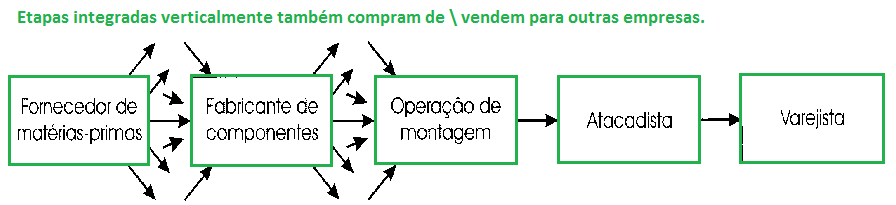 Etapas integradas verticalmente também compram de \ vendem para outras empresas.
Fornecedor de
matérias-primas
Fabricante de
componentes
Operação de
montagem
Atacadista
Varejista